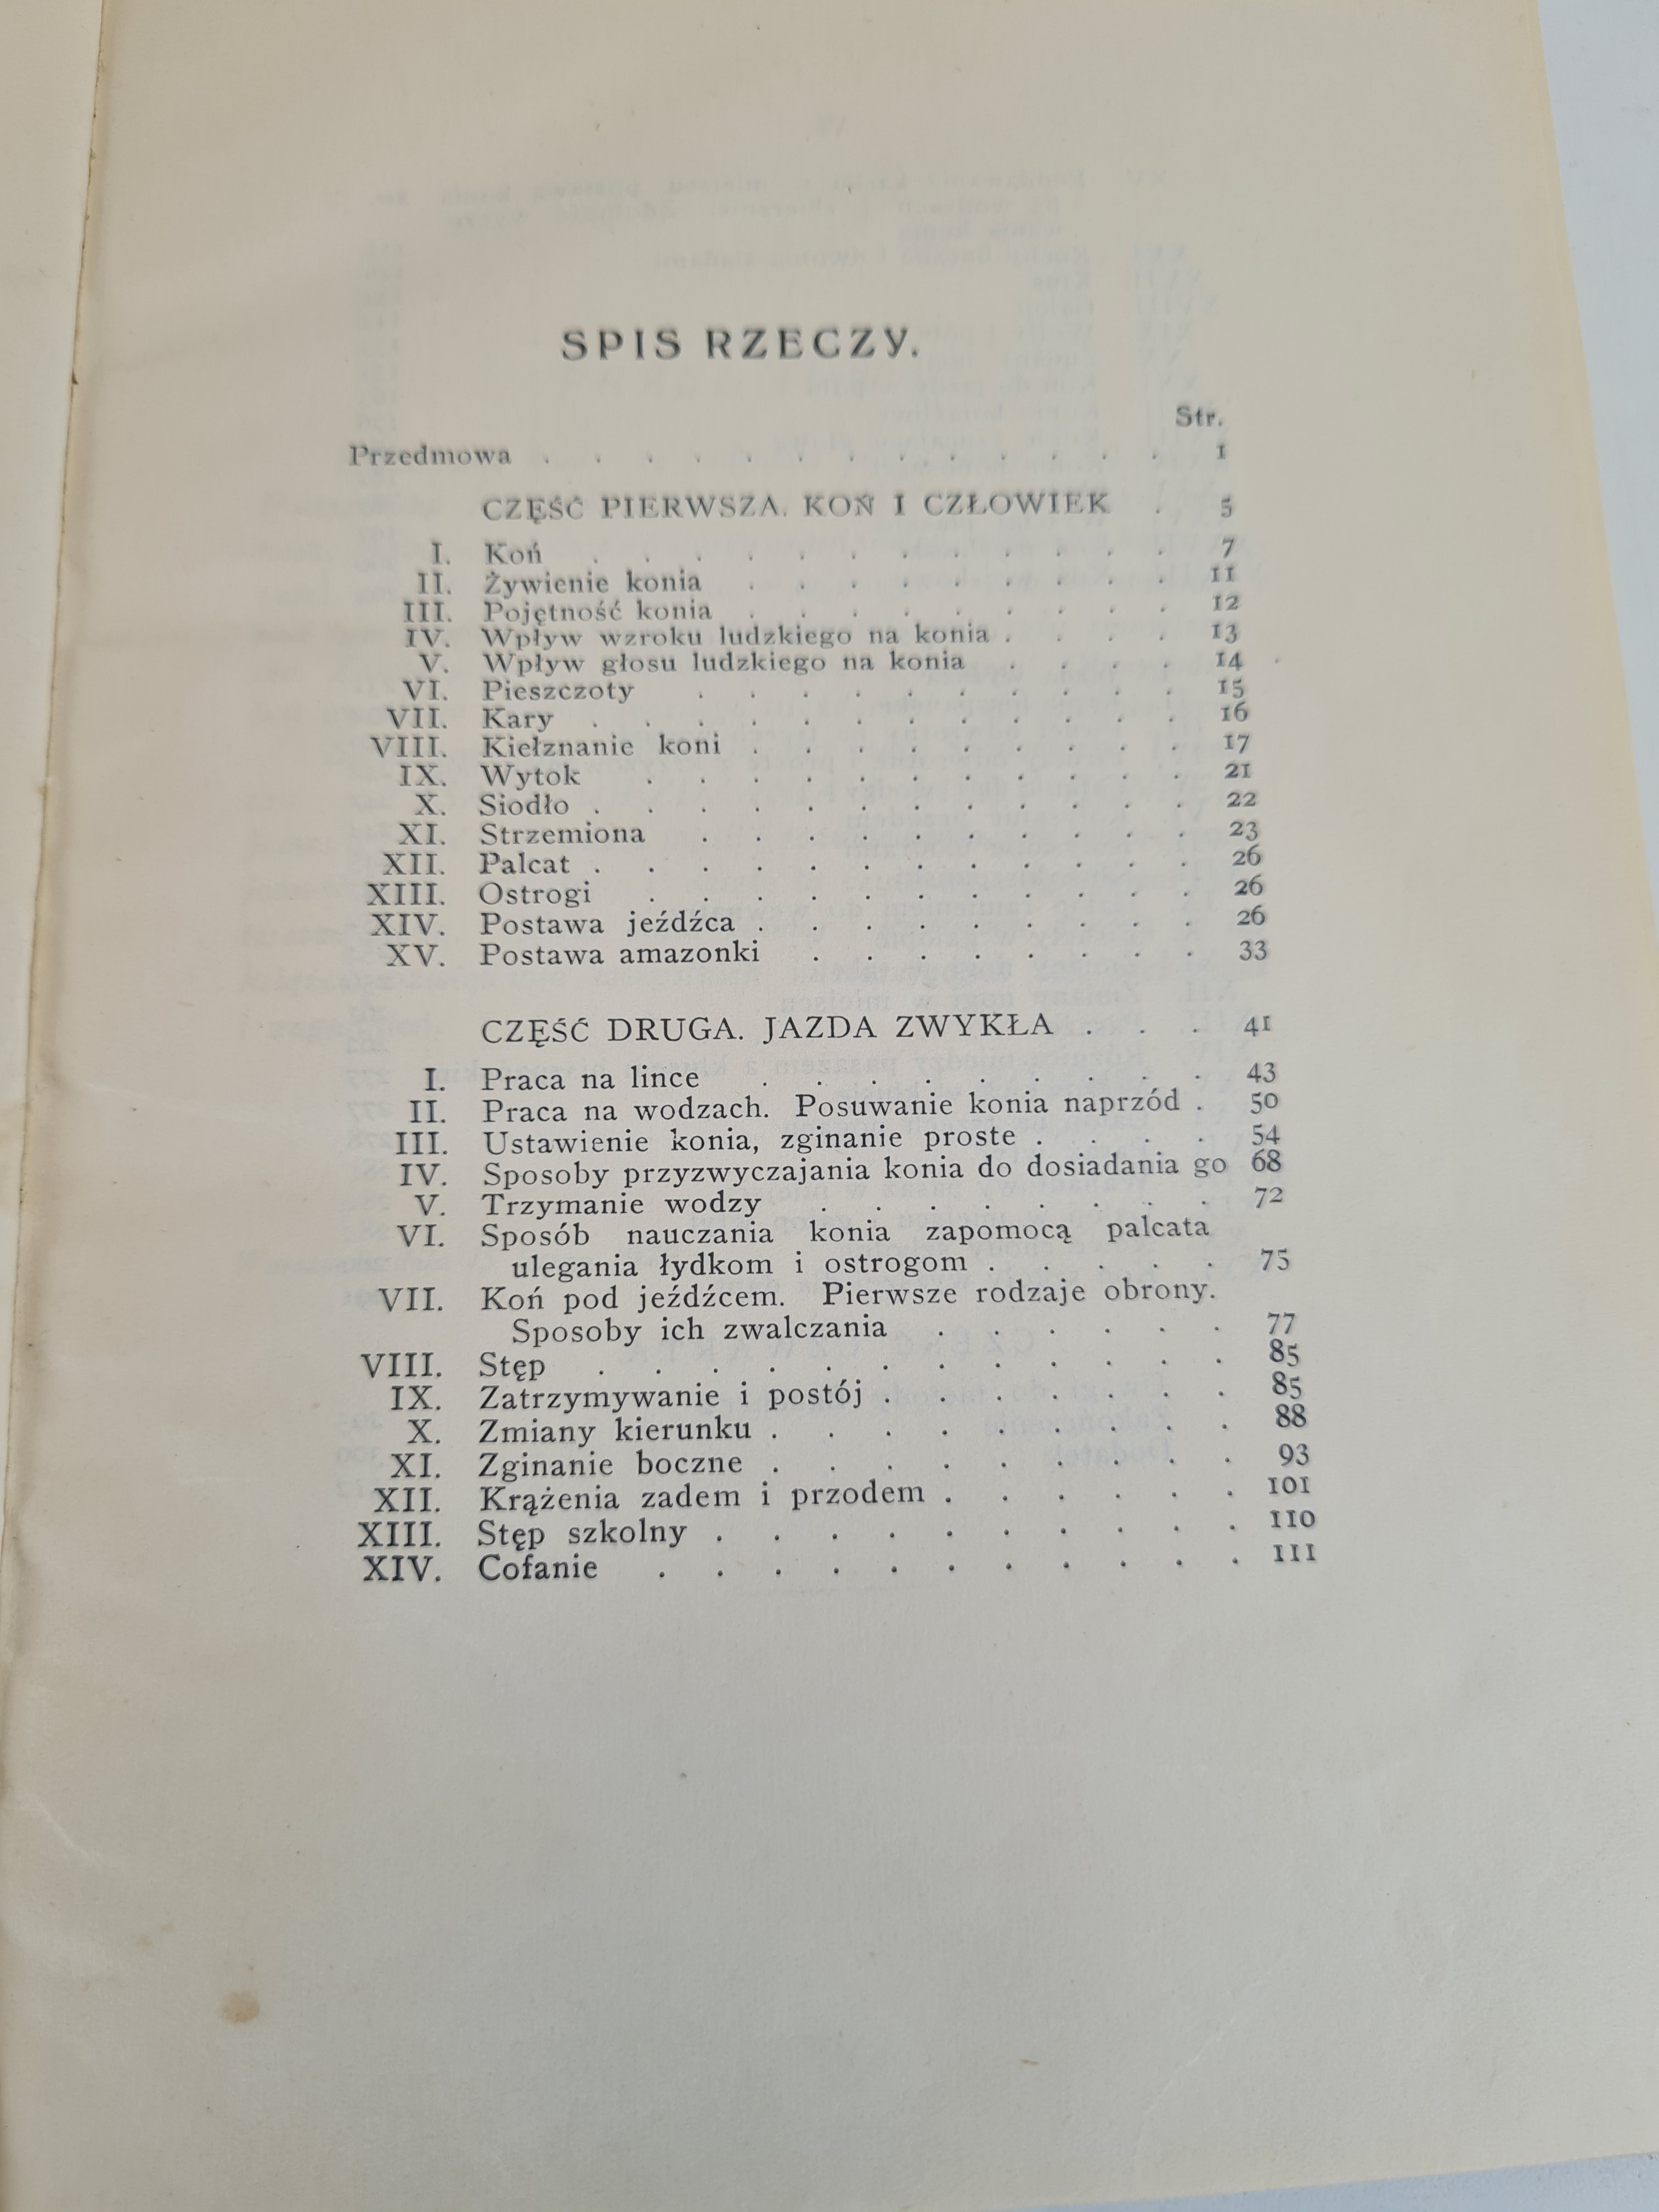 SPIS RZECZY.
Str.
Przedmowa . . . . . . . . . . . . . 1
CZĘŚĆ PIERWSZA. KOŃ I CZŁOWIEK . 5
I. Koń . . . . . . . . . . . . 7
II. Żywienie konia . . . . . . . . . 11
III. Pojętność konia . . . . . . . . . 12
IV. Wpływ wzroku ludzkiego na konia . . . . 13
V. Wpływ głosu ludzkiego na konia . . . . 14
VI. Pieszczoty . . . . . . . . . . 15
VII. Kary . . . . . . . . . . . . 16
VIII. Kiełznanie koni . . . . . . . . . 17
IX. Wytok . . . . . . . . . . . 21
X. Siodło . . . . . . . . . . . . 22
XI. Strzemiona . . . . . . . . . . 23
XII. Palcat . . . . . . . . . . . . 26
XIII. Ostrogi . . . . . . . . . . . 26
XIV. Postawa jeźdźca . . . . . . . . . 26
XV. Postawa amazonki . . . . . . . . 33
CZĘŚĆ DRUGA. JAZDA ZWYKŁA . . . 41
I. Praca na lince . . . . . . . . . 43
II. Praca na wodzach. Posuwanie konia naprzód . 50
III. Ustawienie konia, zginanie proste . . . . 54
IV. Sposoby przyzwyczajania konia do dosiadania go 68
V. Trzymanie wodzy . . . . . . . . 72
VI. Sposób nauczania konia zapomocą palcata
ulegania łydkom i ostrogom . . . . . 75
VII. Koń pod jeźdźcem. Pierwsze rodzaje obrony.
Sposoby ich zwalczania . . . . . . 77
VIII. Stęp . . . . . . . . . . . . 85
IX. Zatrzymywanie i postój . . . . . . . 85
X. Zmiany kierunku . . . . . . . . . 88
XI. Zginanie boczne . . . . . . . . . 93
XII. Krążenia zadem i przodem . . . . . . 101
XIII. Stęp szkolny . . . . . . . . . . 110
XIV. Cofanie . . . . . . . . . . . 111